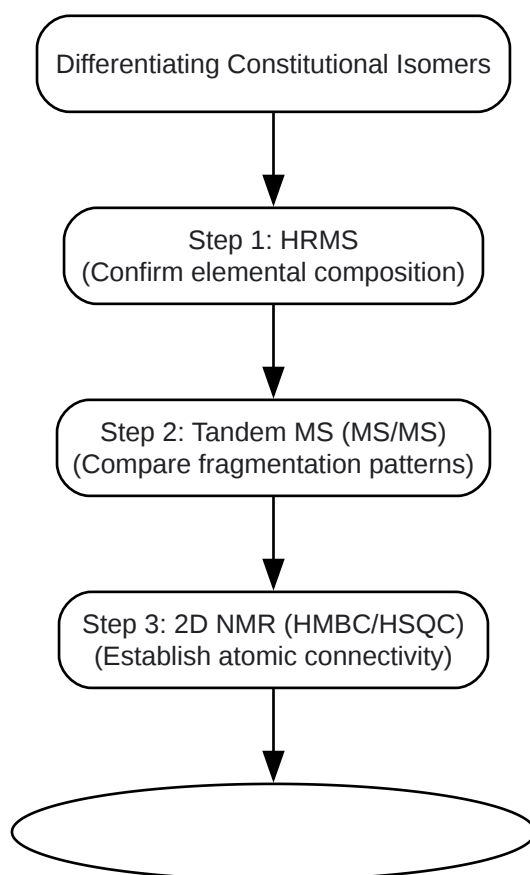 Differentiating Constitutional Isomers
Step 1: HRMS
(Confirm elemental composition)
Step 2: Tandem MS (MS/MS)
(Compare fragmentation patterns)
Step 3: 2D NMR (HMBC/HSQC)
(Establish atomic connectivity)